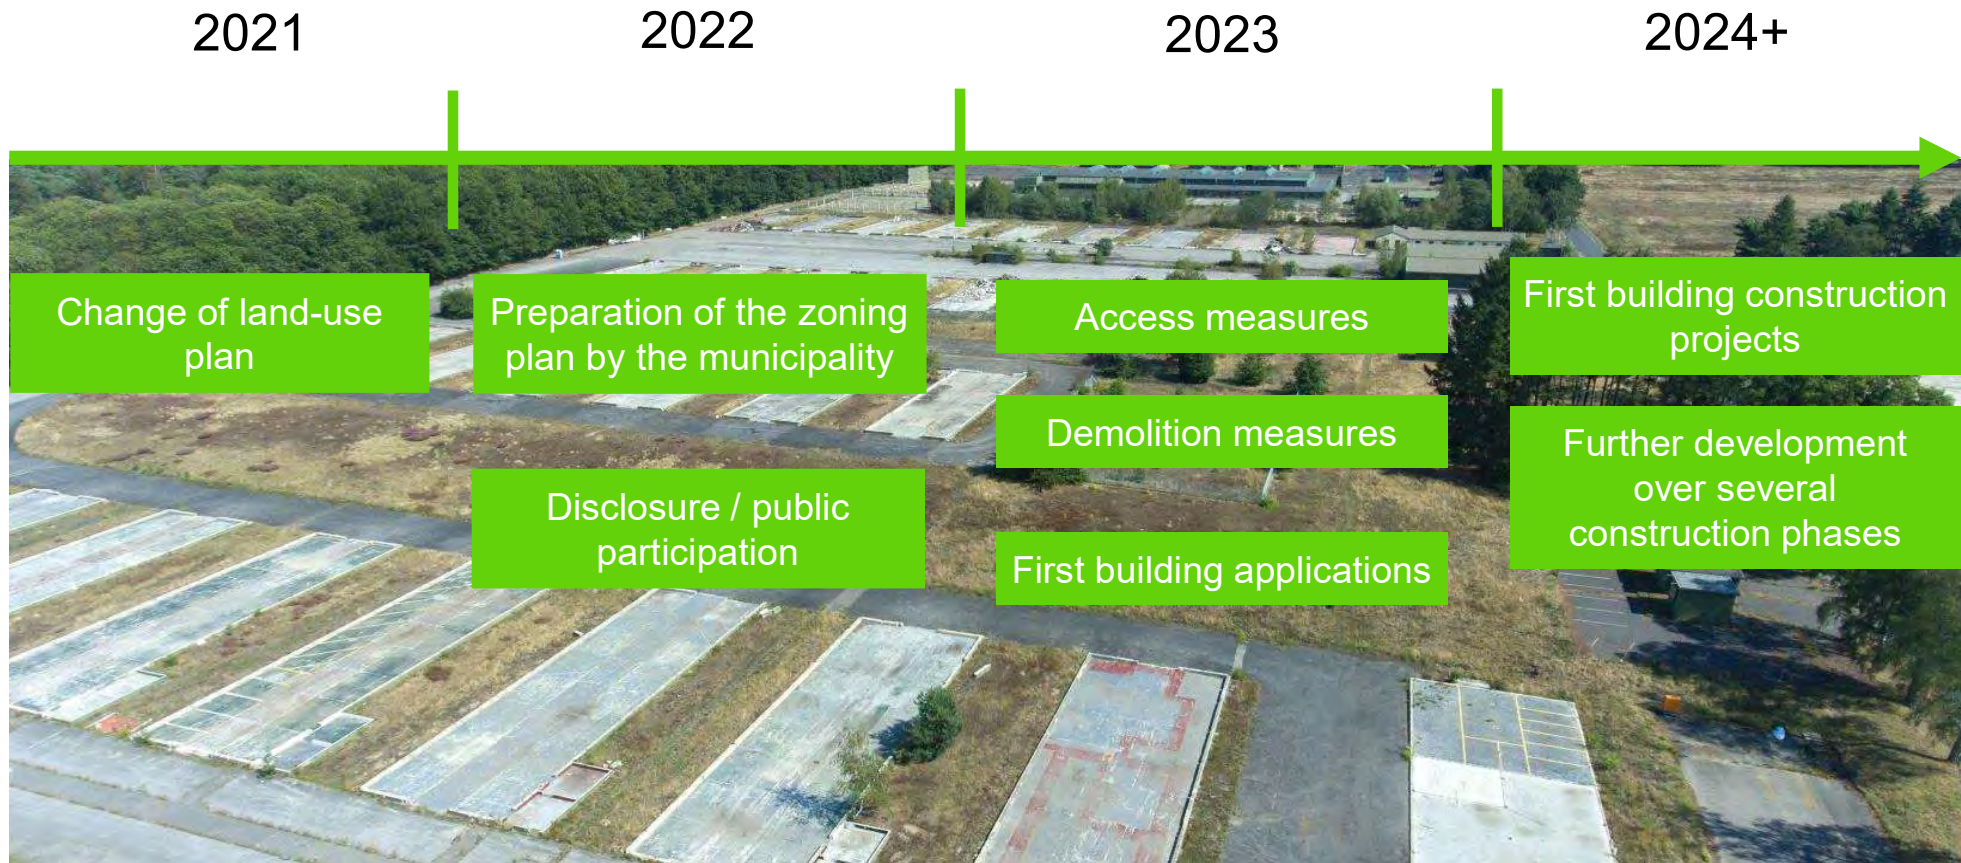 2021
2022
2023
2024+
Change of land-use
plan
Preparation of the zoning
plan by the municipality
Disclosure / public
participation
Access measures
Demolition measures
First building applications
First building construction
projects
Further development
over several
construction phases